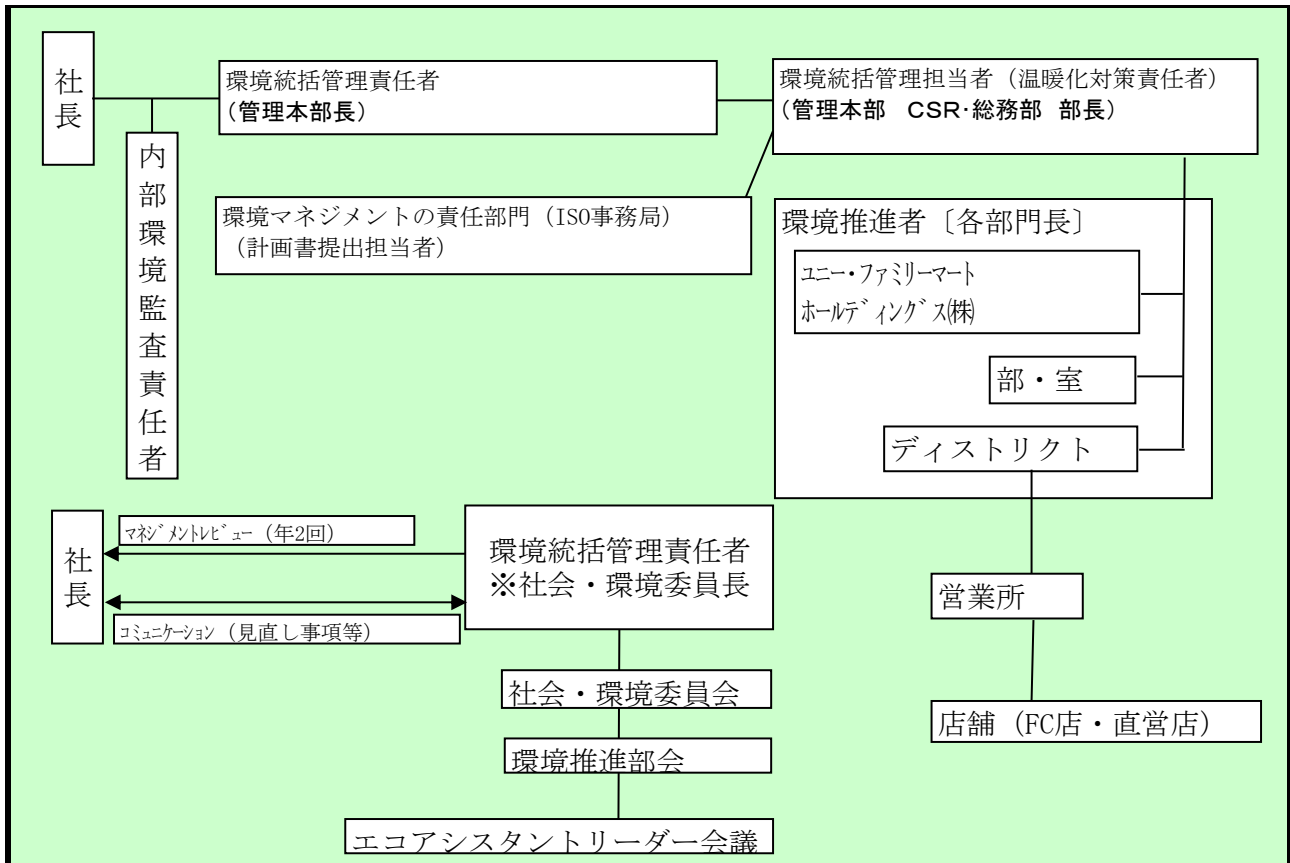 社長
環境統括管理責任者
(管理本部長)
環境統括管理担当者（温暖化対策責任者）
(管理本部　CSR・総務部　部長)
内部環境監査責任者
環境マネジメントの責任部門（ISO事務局）
（計画書提出担当者）
環境推進者〔各部門長〕
ユニー・ファミリーマート
ホールディングス㈱
部・室
ディストリクト
営業所
店舗（FC店・直営店）
社長
マネジメントレビュー（年2回）
コミュニケーション（見直し事項等）
環境統括管理責任者
※社会・環境委員長
社会・環境委員会
環境推進部会
エコアシスタントリーダー会議